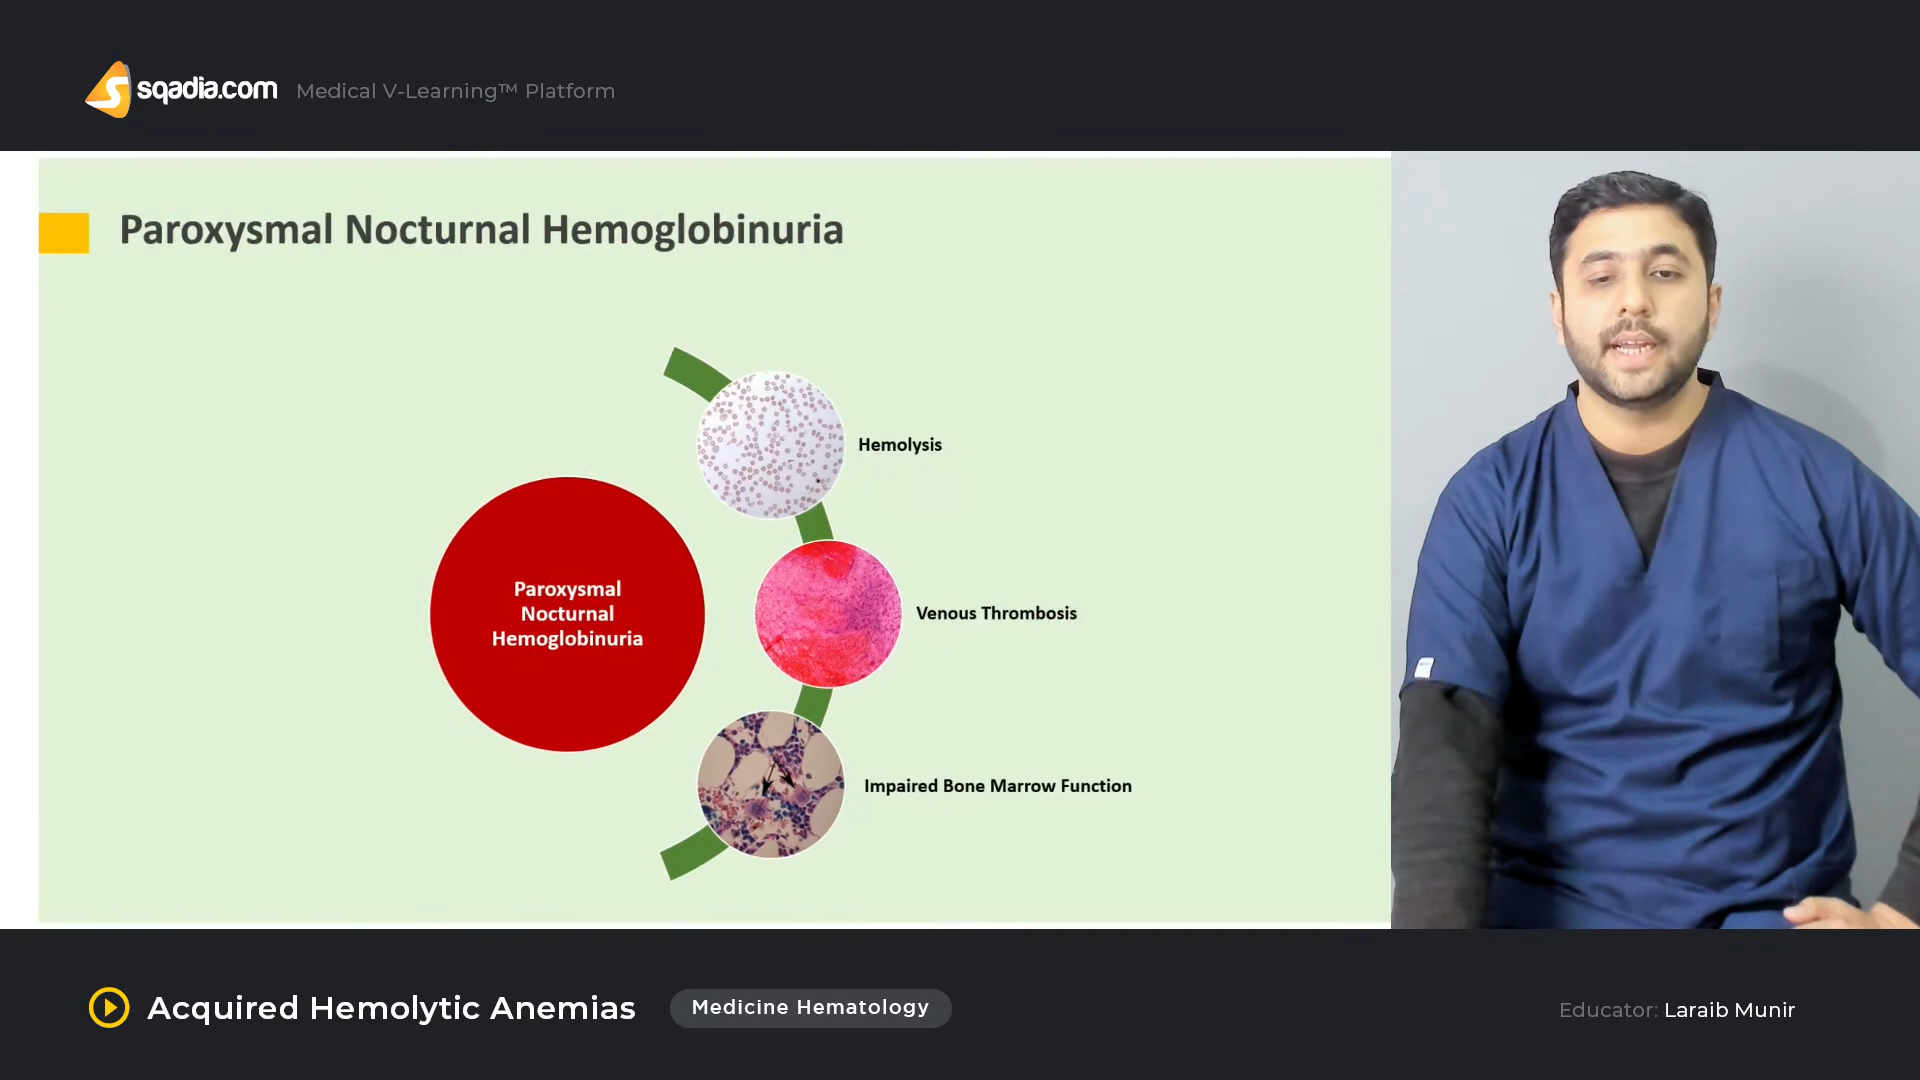 sqadia.com Medical V-Learning™ Platform
Paroxysmal Nocturnal Hemoglobinuria
Hemolysis
Paroxysmal
Nocturnal
Hemoglobinuria
Venous Thrombosis
Impaired Bone Marrow Function
Acquired Hemolytic Anemias
Medicine Hematology
Educator: Laraib Munir